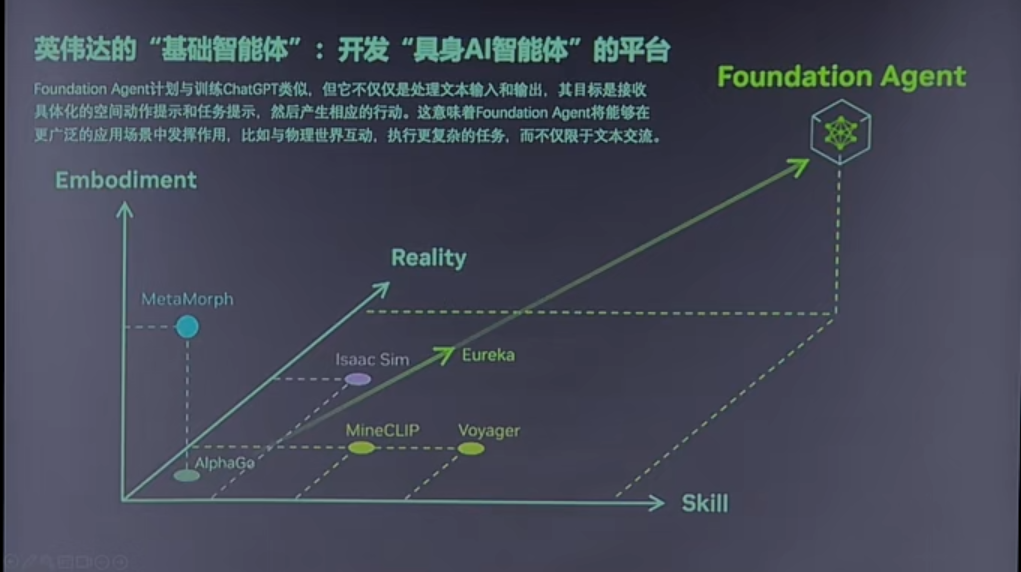 英伟达的“基础智能体”：开发“具身AI智能体”的平台
Foundation Agent计划与训练ChatGPT类似，但它不仅仅是处理文本输入和输出，其目标是接收
具体化的空间动作提示和任务提示，然后产生相应的行动。这意味着Foundation Agent将能够在
更广泛的应用场景中发挥作用，比如与物理世界互动，执行更复杂的任务，而不仅限于文本交流。
Foundation Agent
Embodiment
Reality
MetaMorph
Isaac Sim
Eureka
MineCLIP
Voyager
AlphaGo
Skill